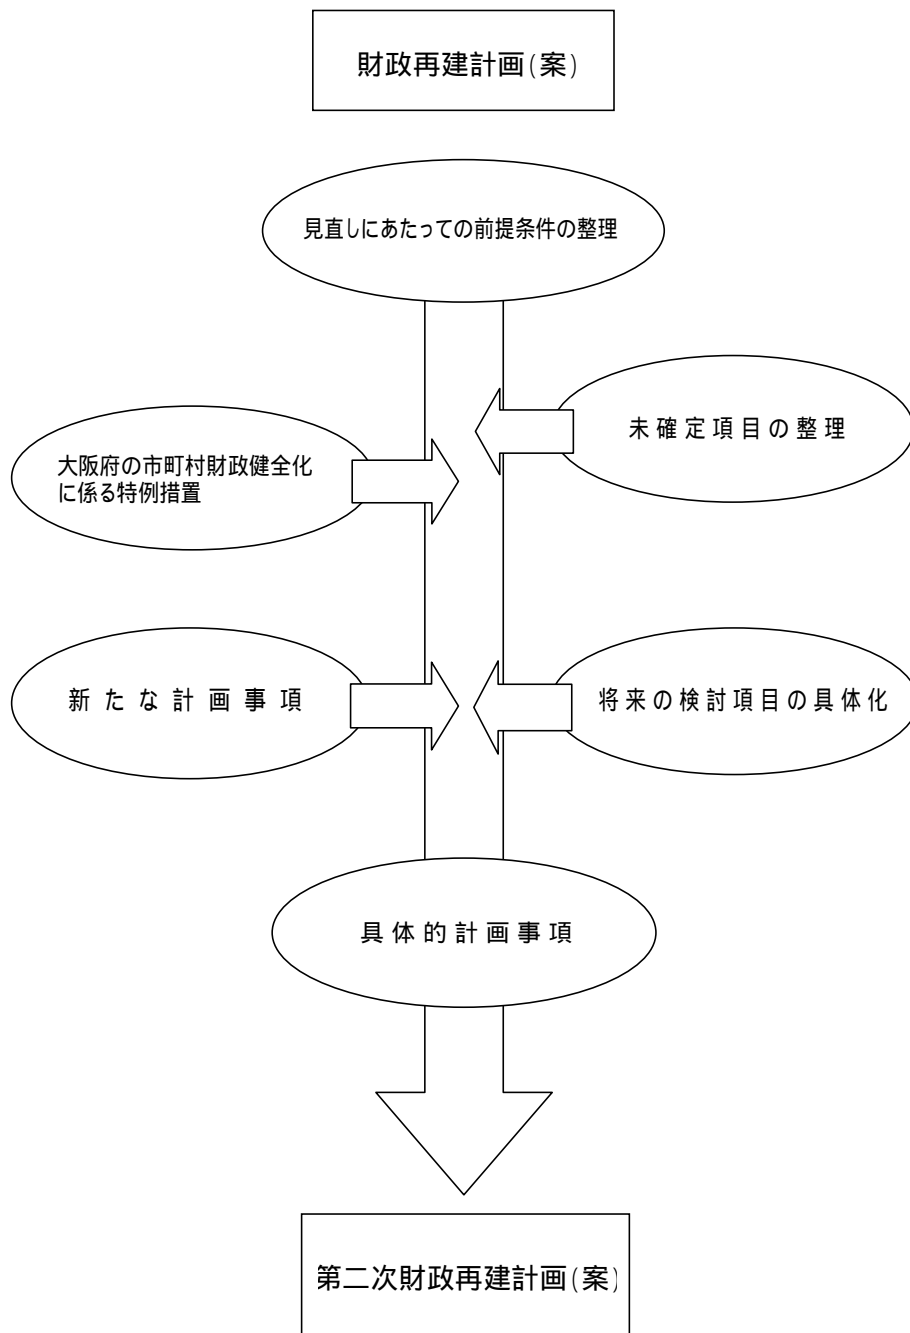 財政再建計画(案)
見直しにあたっての前提条件の整理
未確定項目の整理
大阪府の市町村財政健全化
に係る特例措置
新たな計画事項
将来の検討項目の具体化
具体的計画事項
第二次財政再建計画(案)